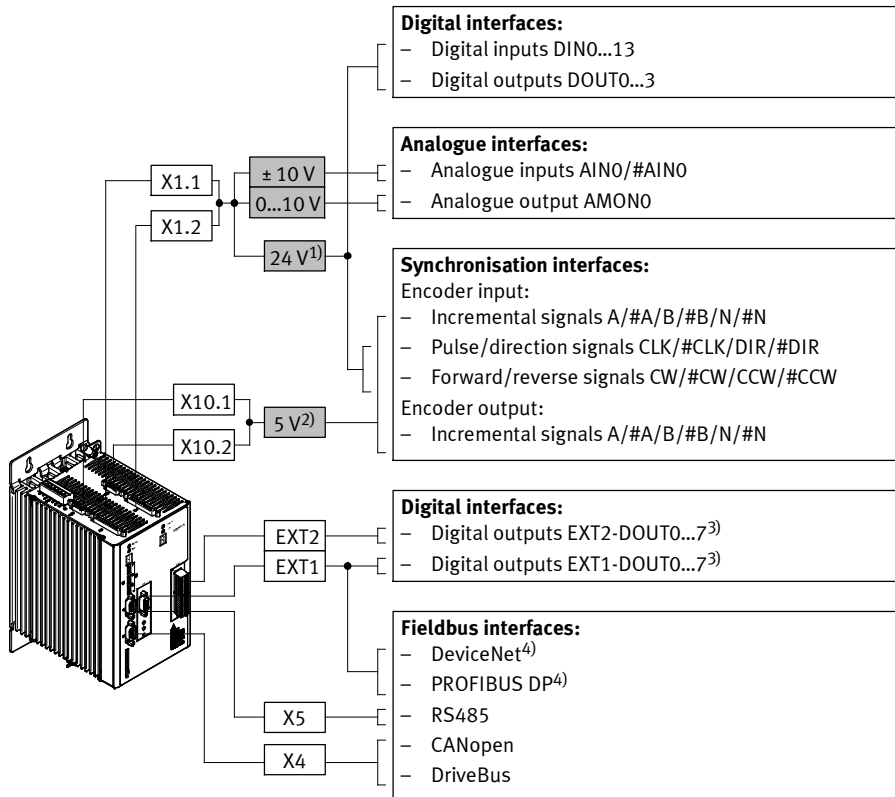 Digital interfaces:
– Digital inputs DIN0...13
– Digital outputs DOUT0...3
Analogue interfaces:
X1.1
± 10 V
– Analogue inputs AIN0/#AIN0
0...10 V
– Analogue output AMON0
X1.2
24 V1)
Synchronisation interfaces:
Encoder input:
– Incremental signals A/#A/B/#B/N/#N
– Pulse/direction signals CLK/#CLK/DIR/#DIR
– Forward/reverse signals CW/#CW/CCW/#CCW
X10.1
Encoder output:
5 V2)
– Incremental signals A/#A/B/#B/N/#N
X10.2
Digital interfaces:
EXT2
– Digital outputs EXT2-DOUT0...73)
EXT1
– Digital outputs EXT1-DOUT0...73)
Fieldbus interfaces:
– DeviceNet4)
– PROFIBUS DP4)
X5
– RS485
X4
– CANopen
– DriveBus